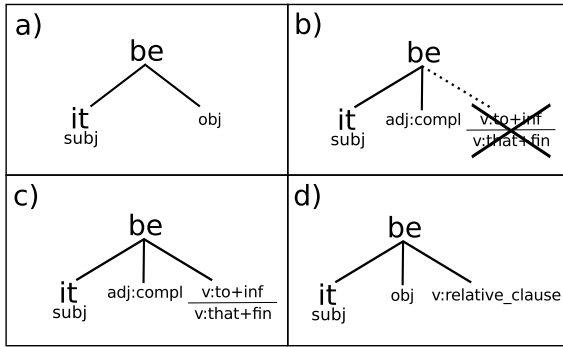 a)
be
it
subj
obj
b)
be
it
subj
adj:compl
v:to+inf
v:that+fin
c)
be
it
subj
adj:compl
v:to+inf
v:that+fin
d)
be
it
subj
obj
v:relative_clause